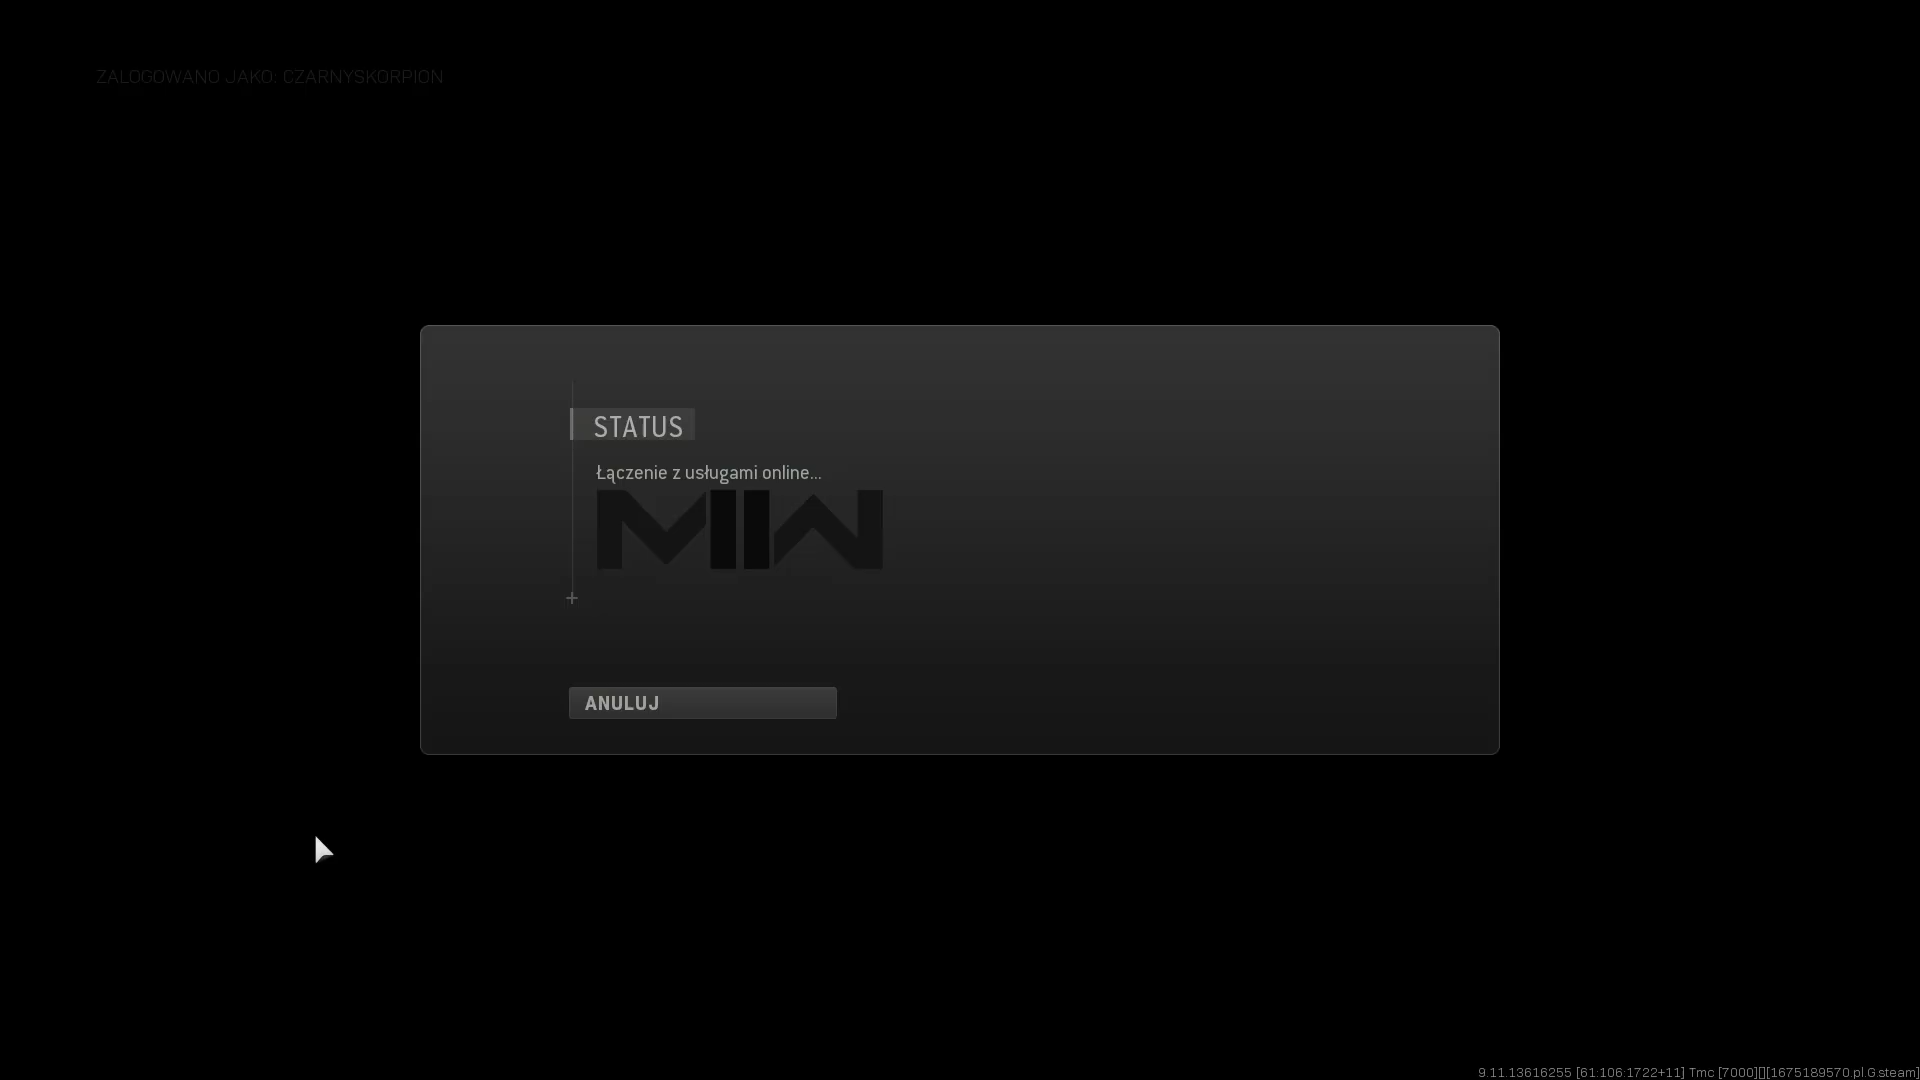 ZALOGOWANO JAKO: CZARNYSKORPION
STATUS
Łączenie z usługami online...
MIIW
ANULUJ
9.11.13616255 [61:106:1722+11] Tmc [7000][][1675189570.pl.G.steam]